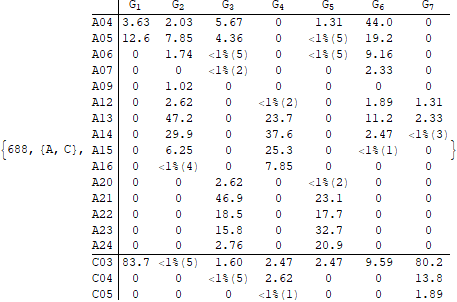 G1 G2 G3 G4 G5 G6 G7
A04 3.63 2.03 5.67 0 1.31 44.0 0
A05 12.6 7.85 4.36 0 <1%(5) 19.2 0
A06 0 1.74 <1%(5) 0 <1%(5) 9.16 0
A07 0 0 <1%(2) 0 0 2.33 0
A09 0 1.02 0 0 0 0 0
A12 0 2.62 0 <1%(2) 0 1.89 1.31
A13 0 47.2 0 23.7 0 11.2 2.33
A14 0 29.9 0 37.6 0 2.47 <1%(3)
{688, {A, C}, A15 0 6.25 0 25.3 0 <1%(1) 0 }
A16 0 <1%(4) 0 7.85 0 0 0
A20 0 0 2.62 0 <1%(2) 0 0
A21 0 0 46.9 0 23.1 0 0
A22 0 0 18.5 0 17.7 0 0
A23 0 0 15.8 0 32.7 0 0
A24 0 0 2.76 0 20.9 0 0
C03 83.7 <1%(5) 1.60 2.47 2.47 9.59 80.2
C04 0 0 <1%(5) 2.62 0 0 13.8
C05 0 0 0 <1%(1) 0 0 1.89